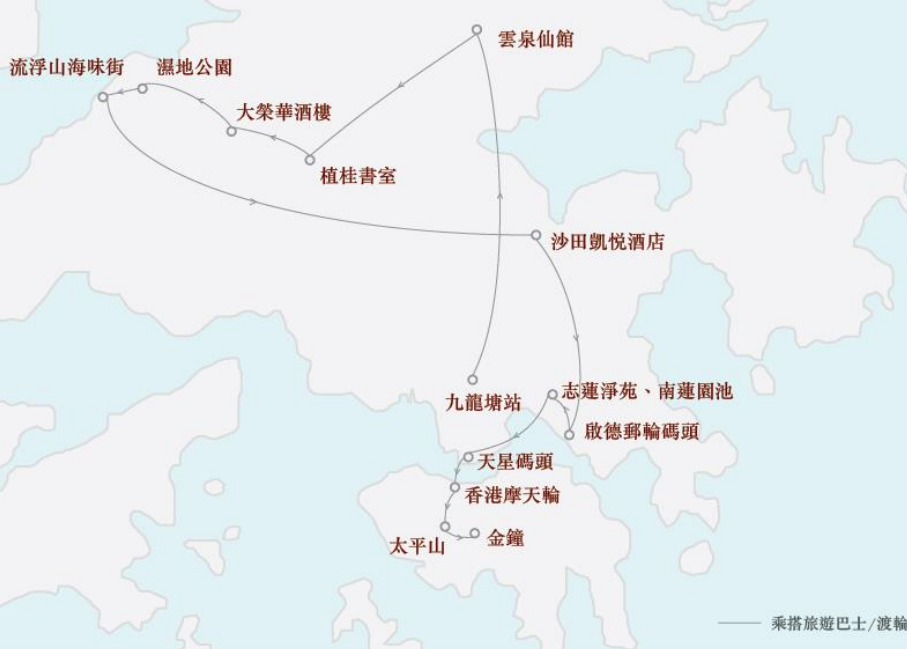 雲泉仙館
流浮山海味街
濕地公園
大榮華酒樓
植桂書室
沙田凱悅酒店
九龍塘站
志蓮淨苑、南蓮園池
啟德郵輪碼頭
天星碼頭
香港摩天輪
太平山
金鐘
乘搭旅遊巴士/渡輪